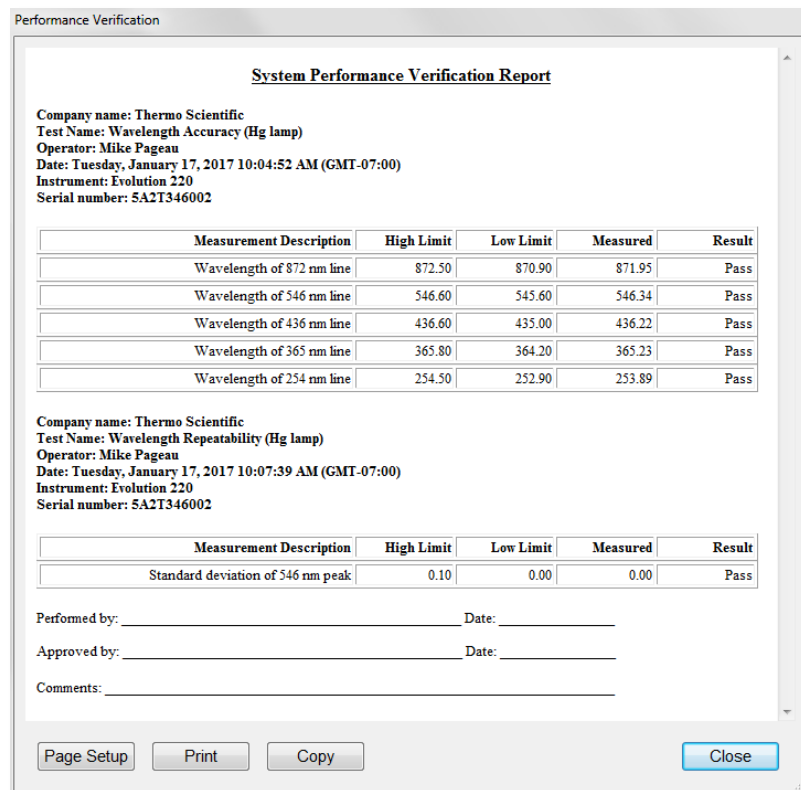 Performance Verification
System Performance Verification Report
Company name: Thermo Scientific
Test Name: Wavelength Accuracy (Hg lamp)
Operator: Mike Pageau
Date: Tuesday, January 17, 2017 10:04:52 AM (GMT-07:00)
Instrument: Evolution 220
Serial number: 5A2T346002
Measurement Description High Limit Low Limit Measured Result
Wavelength of 872 nm line 872.50 870.90 871.95 Pass
Wavelength of 546 nm line 546.60 545.60 546.34 Pass
Wavelength of 436 nm line 436.60 435.00 436.22 Pass
Wavelength of 365 nm line 365.80 364.20 365.23 Pass
Wavelength of 254 nm line 254.50 252.90 253.89 Pass
Company name: Thermo Scientific
Test Name: Wavelength Repeatability (Hg lamp)
Operator: Mike Pageau
Date: Tuesday, January 17, 2017 10:07:39 AM (GMT-07:00)
Instrument: Evolution 220
Serial number: 5A2T346002
Measurement Description High Limit Low Limit Measured Result
Standard deviation of 546 nm peak 0.10 0.00 0.00 Pass
Performed by: Date:
Approved by: Date:
Comments:
Page Setup Print Copy Close